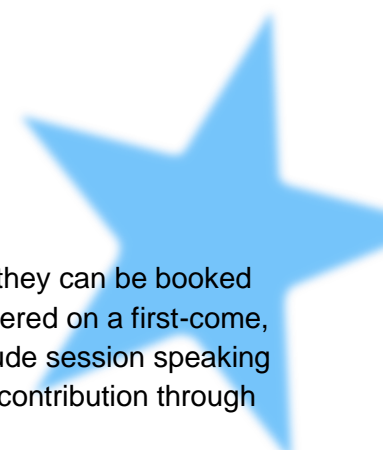 they can be booked
ered on a first-come,
ude session speaking
contribution through